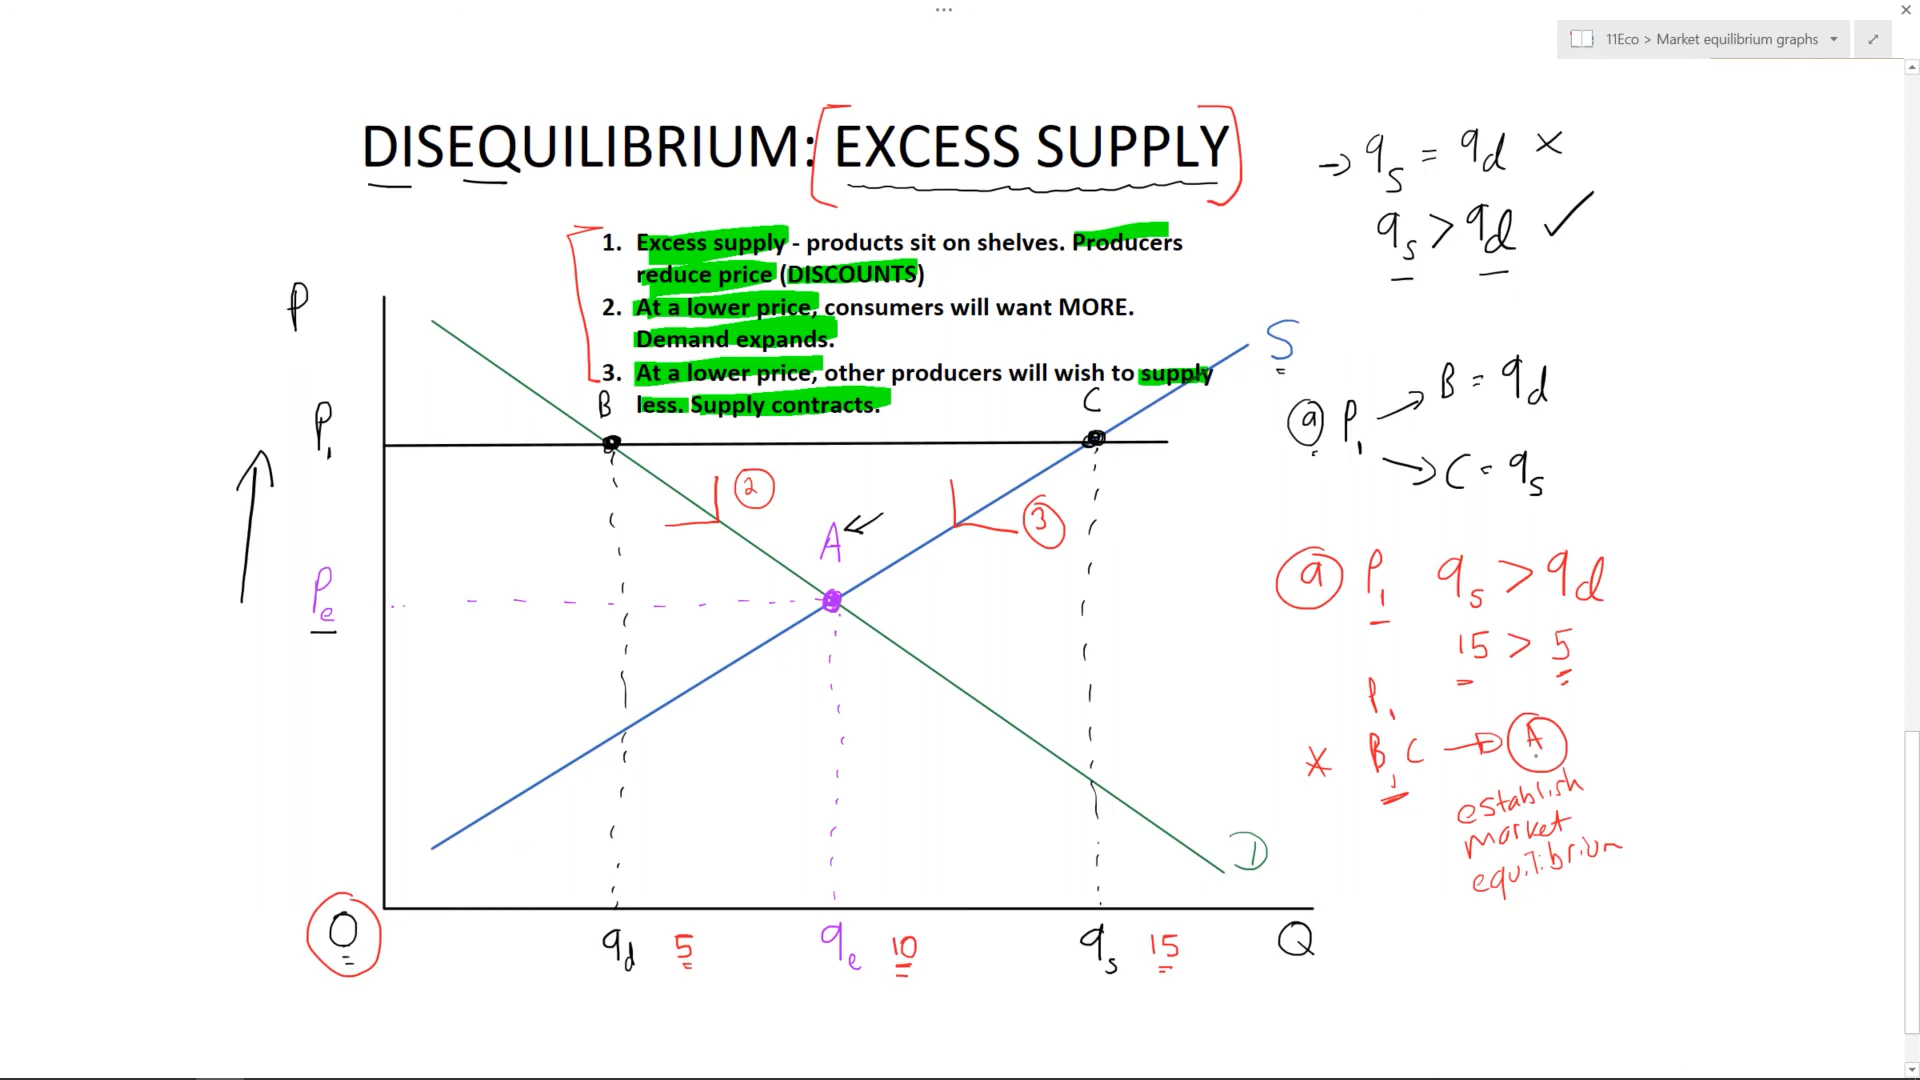 ...
11Eco > Market equilibrium graphs
DISEQUILIBRIUM: EXCESS SUPPLY
→ qs = qd ×
qs > qd ✓
1. Excess supply - products sit on shelves. Producers
reduce price (DISCOUNTS)
2. At a lower price, consumers will want MORE.
Demand expands.
3. At a lower price, other producers will wish to supply
less. Supply contracts.
P
S
B
C
P1
@ P1 → B = qd
→ C = qs
2
3
A
Pe
@ P1 qs > qd
15 > 5
P1
* B, C → A
establish
market
equilibrium
D
O
qd 5
qe 10
qs 15
Q